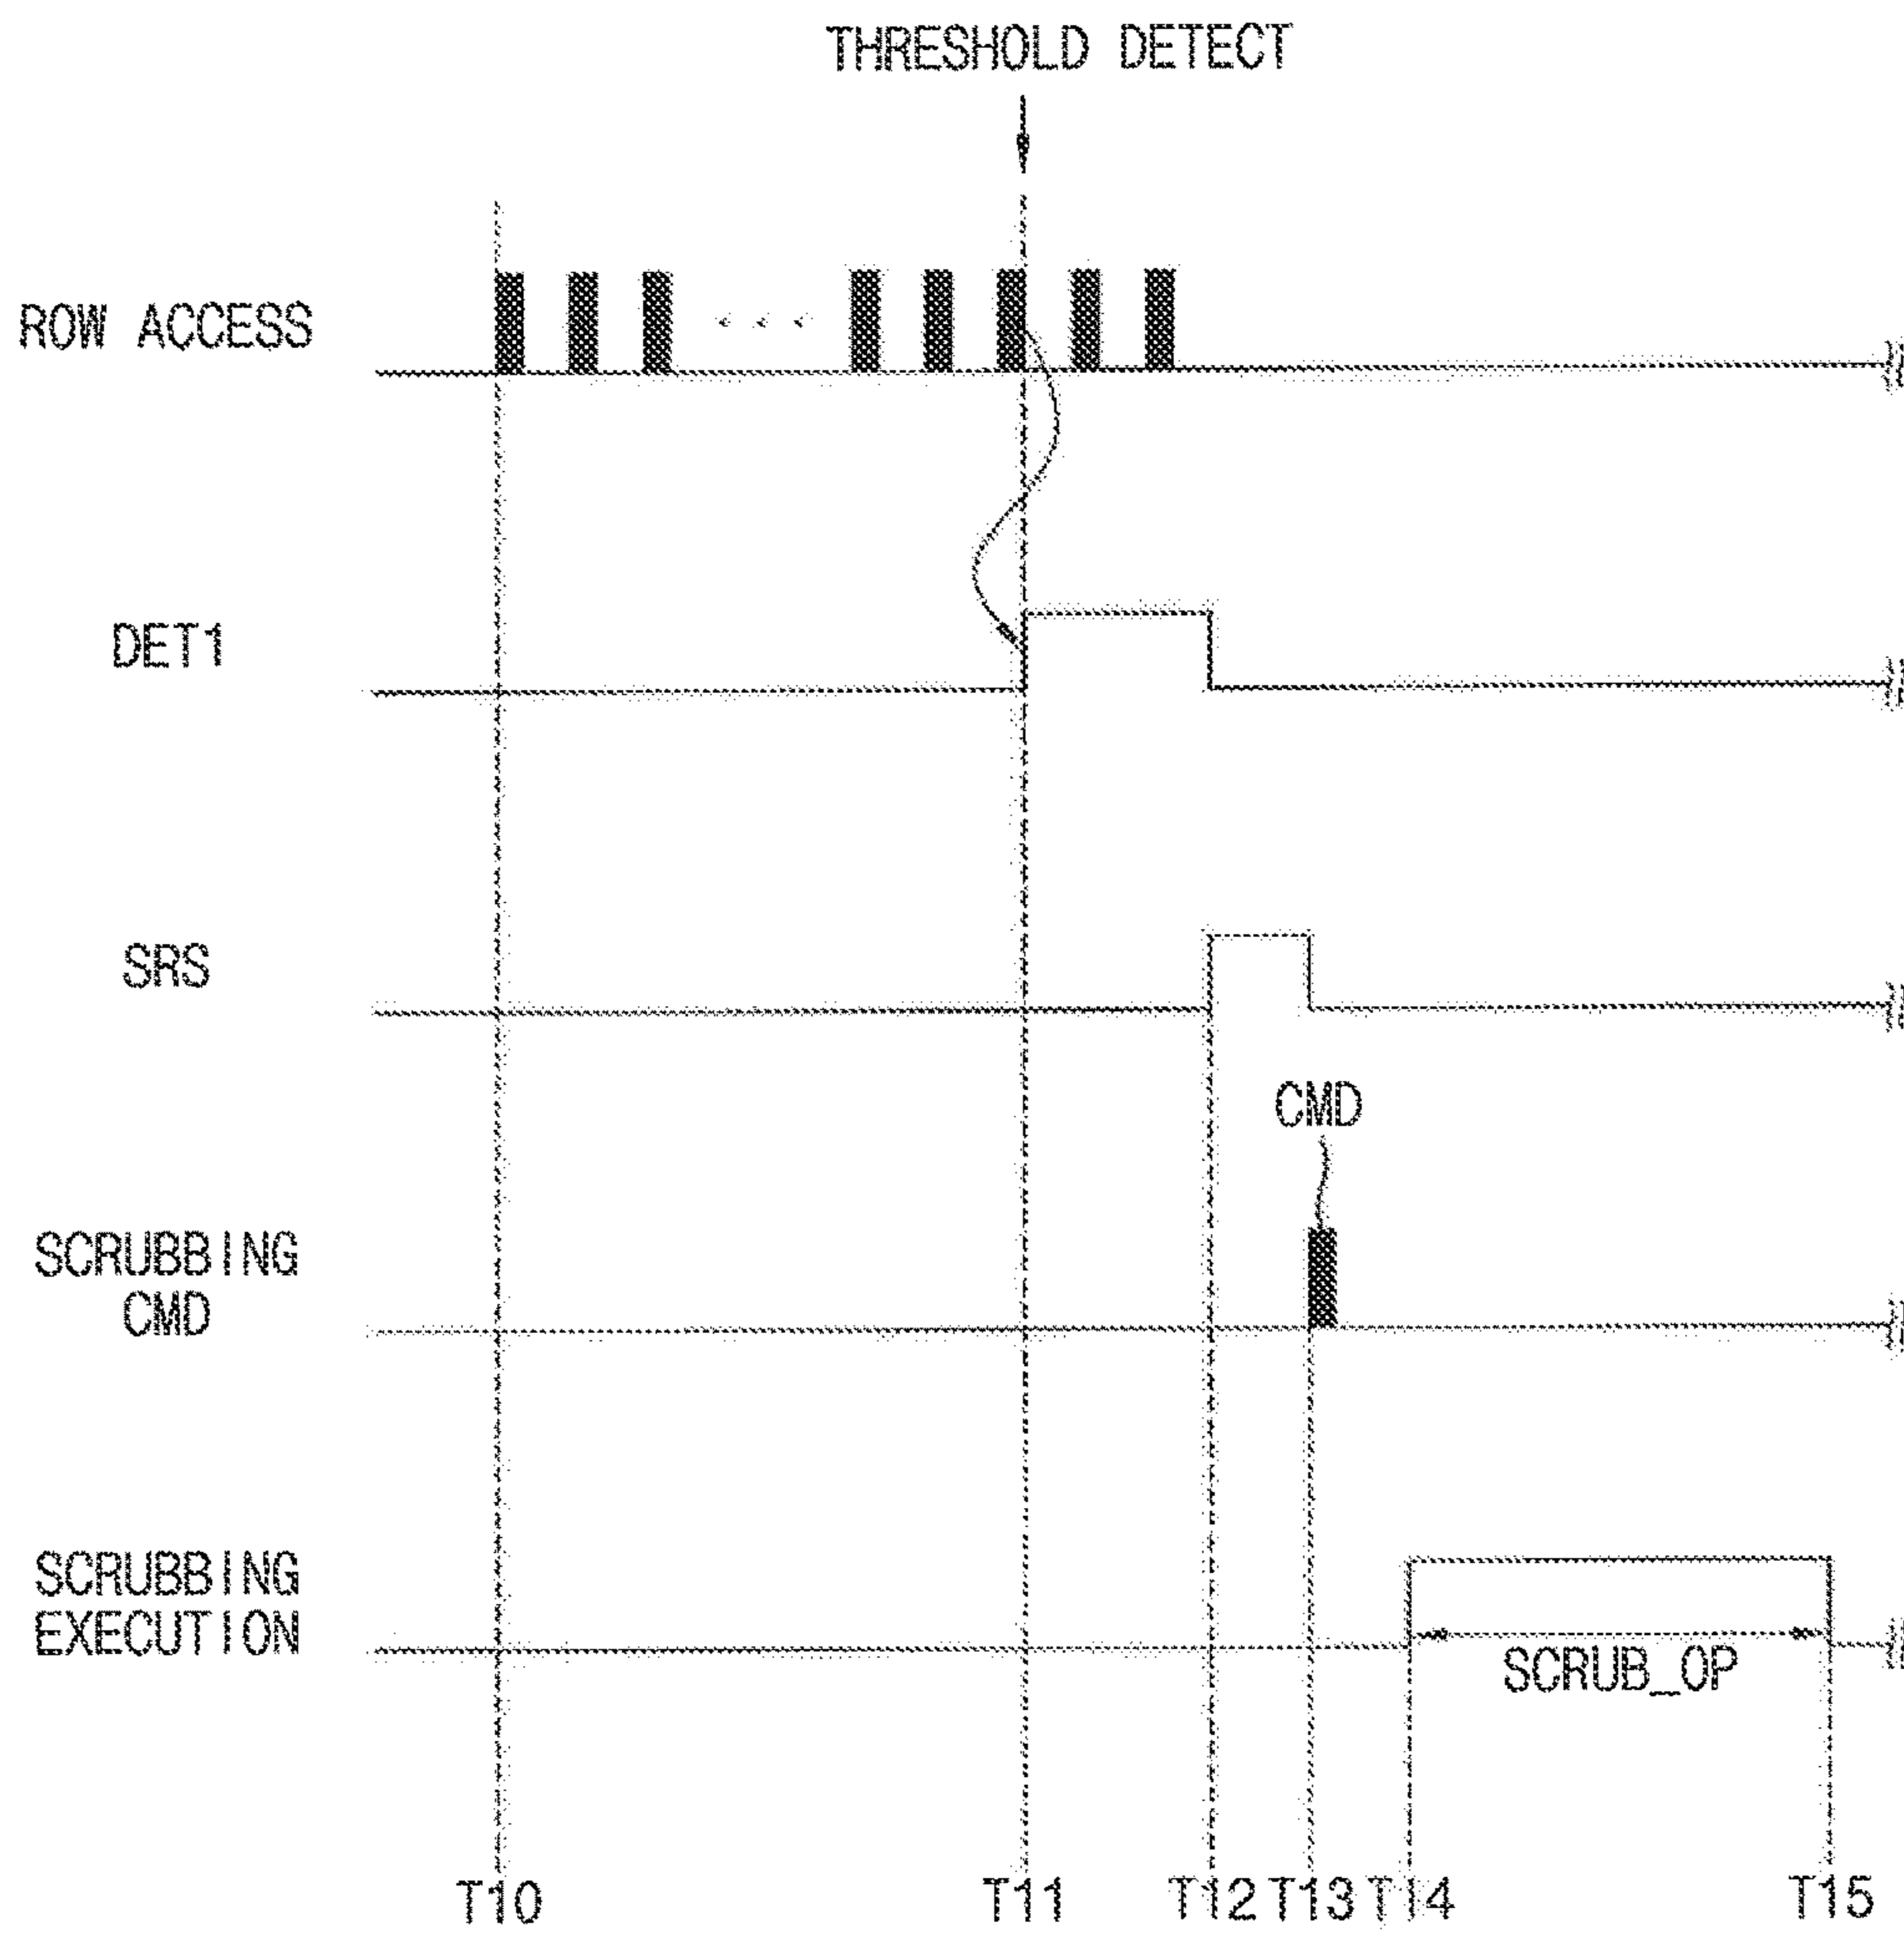 THRESHOLD DETECT
ROW ACCESS
DET1
SRS
CMD
SCRUBBING
CMD
SCRUBBING
EXECUTION
SCRUB_OP
T10 T11 T12 T13 T14 T15